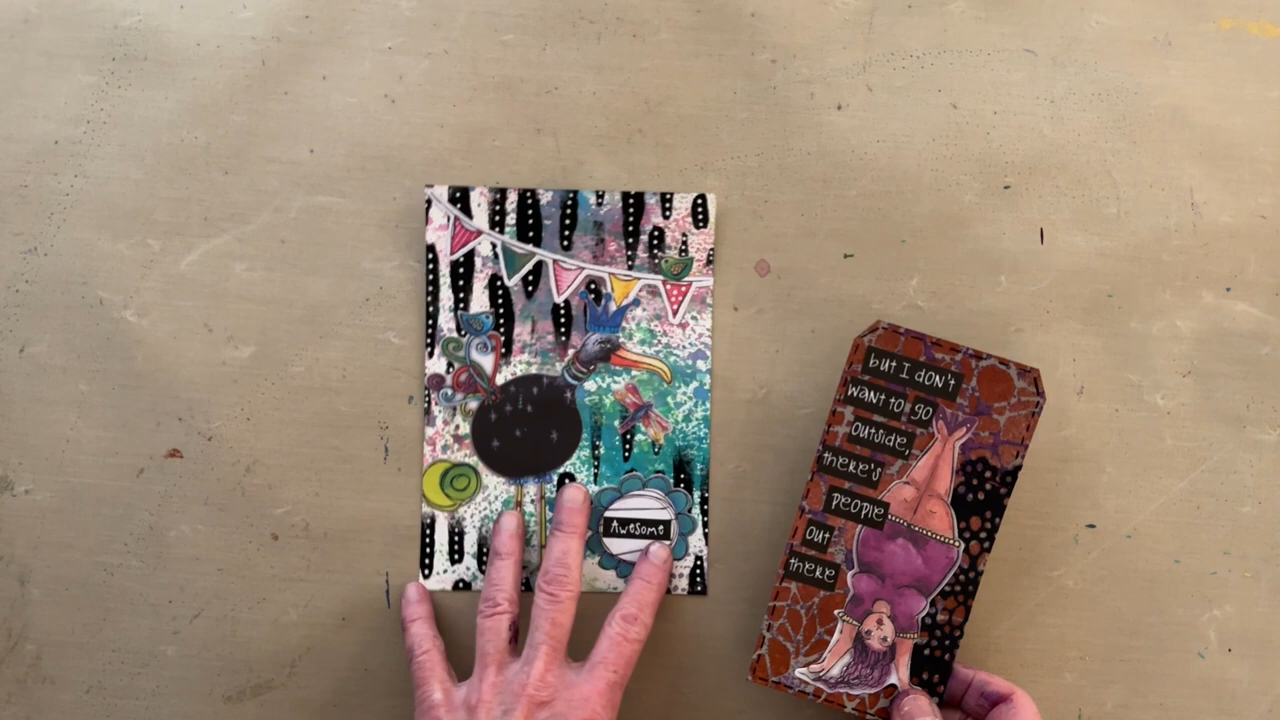 Awesome
but I don't
want to go
outside,
there's
people
out
there